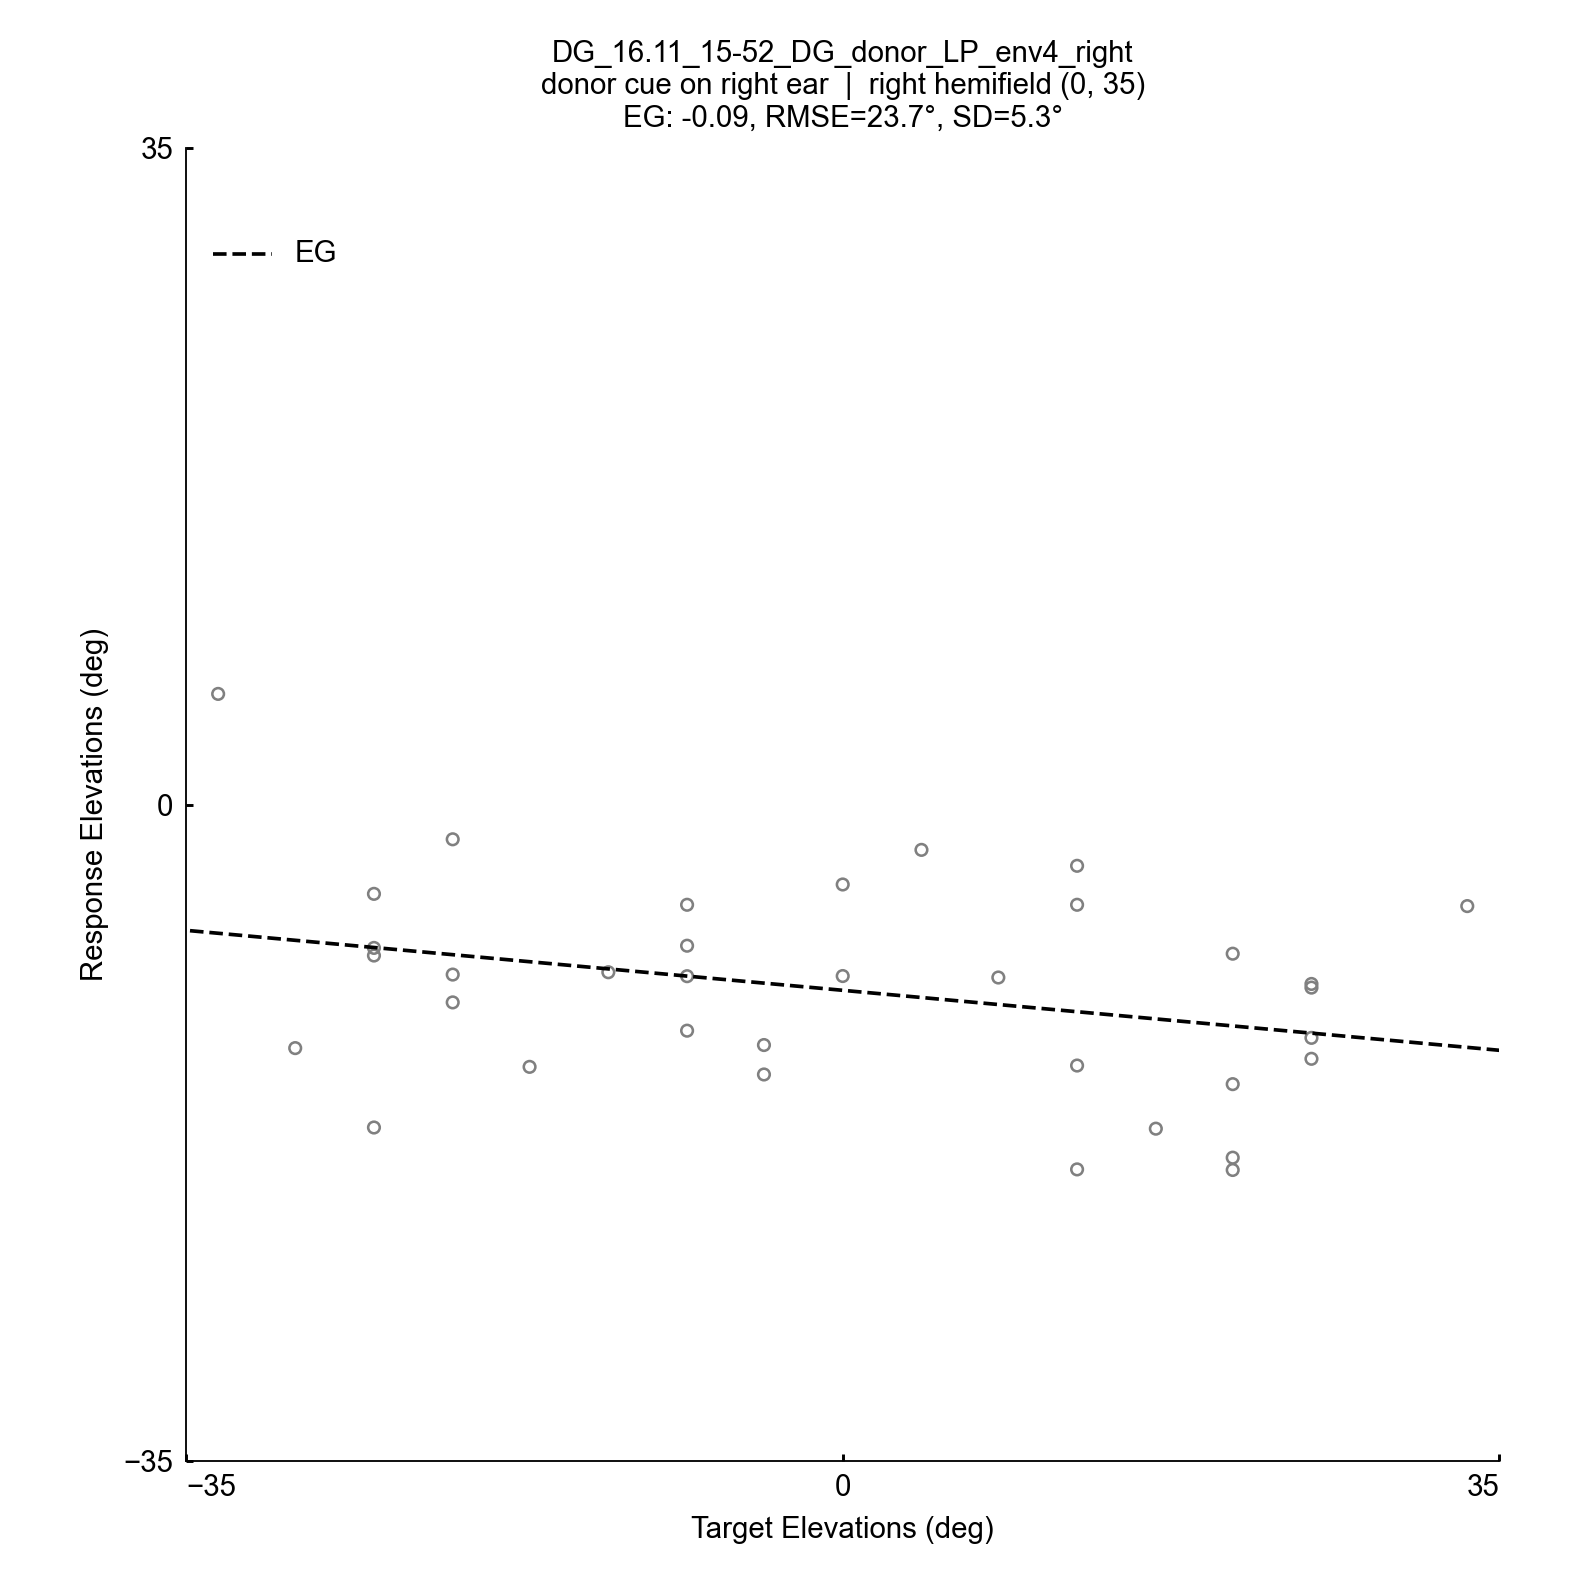 DG_16.11_15-52_DG_donor_LP_env4_right
donor cue on right ear | right hemifield (0, 35)
EG: -0.09, RMSE=23.7°, SD=5.3°
35
EG
Response Elevations (deg)
0
−35
−35
0
35
Target Elevations (deg)